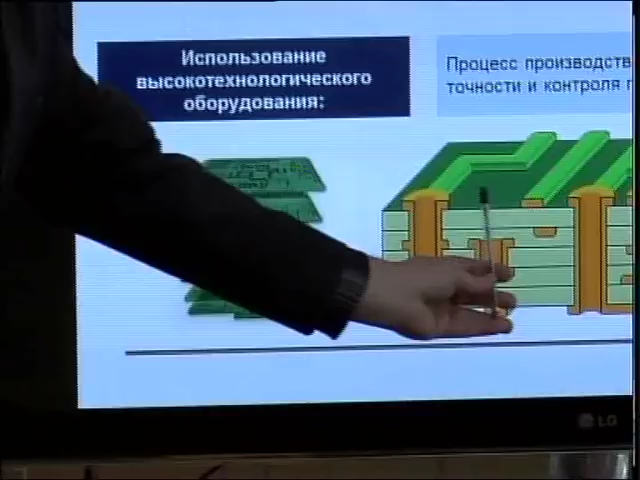 Использование
высокотехнологического
оборудования:
Процесс производств
точности и контроля
LG